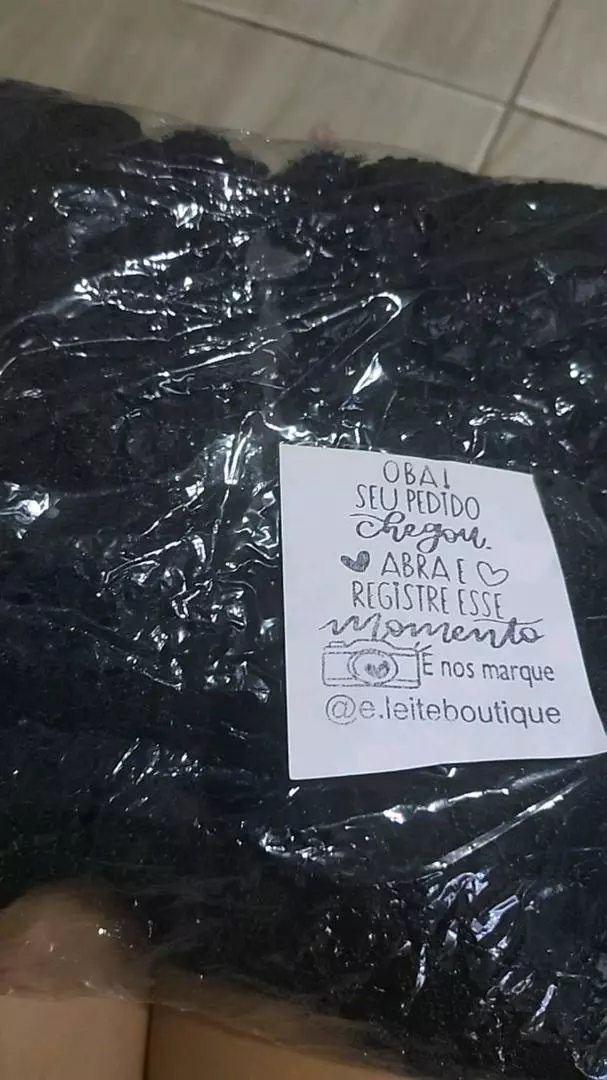 OBA!
SEU PEDIDO
chegou.
ABRA E
REGISTRE ESSE
Momento
E nos marque
@e.leiteboutique